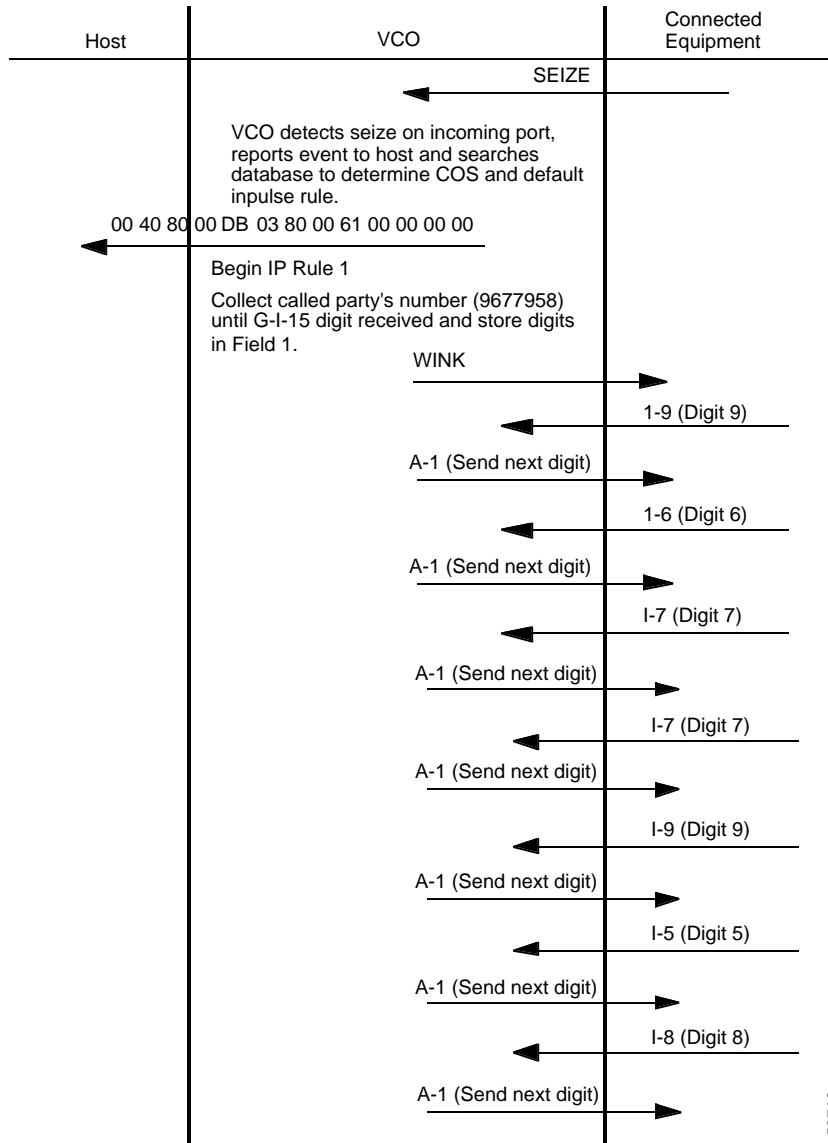 Host
VCO
Connected
Equipment
SEIZE
VCO detects seize on incoming port,
reports event to host and searches
database to determine COS and default
inpulse rule.
00 40 80 00 DB 03 80 00 61 00 00 00 00
Begin IP Rule 1
Collect called party's number (9677958)
until G-I-15 digit received and store digits
in Field 1.
WINK
1-9 (Digit 9)
A-1 (Send next digit)
1-6 (Digit 6)
A-1 (Send next digit)
I-7 (Digit 7)
A-1 (Send next digit)
I-7 (Digit 7)
A-1 (Send next digit)
I-9 (Digit 9)
A-1 (Send next digit)
I-5 (Digit 5)
A-1 (Send next digit)
I-8 (Digit 8)
A-1 (Send next digit)